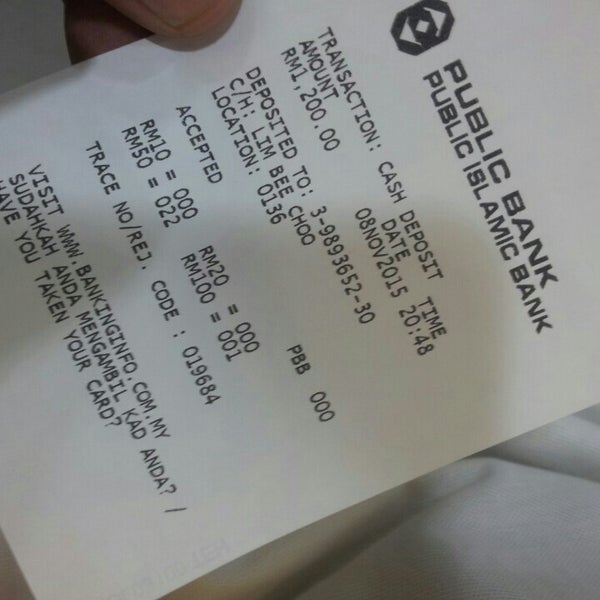 PUBLIC BANK
PUBLIC ISLAMIC BANK
DATE TIME
08NOV2015 20:48
TRANSACTION: CASH DEPOSIT
AMOUNT
RM1,200.00
DEPOSITED TO: 3-9893652-30
C/H: LIM BEE CHOO
LOCATION: 0136 PBB 000
ACCEPTED
RM10 = 000 RM20 = 000
RM50 = 022 RM100 = 001
TRACE NO/REJ. CODE : 019684
VISIT WWW.BANKINGINFO.COM.MY
SUDAHKAH ANDA MENGAMBIL KAD ANDA? /
HAVE YOU TAKEN YOUR CARD?